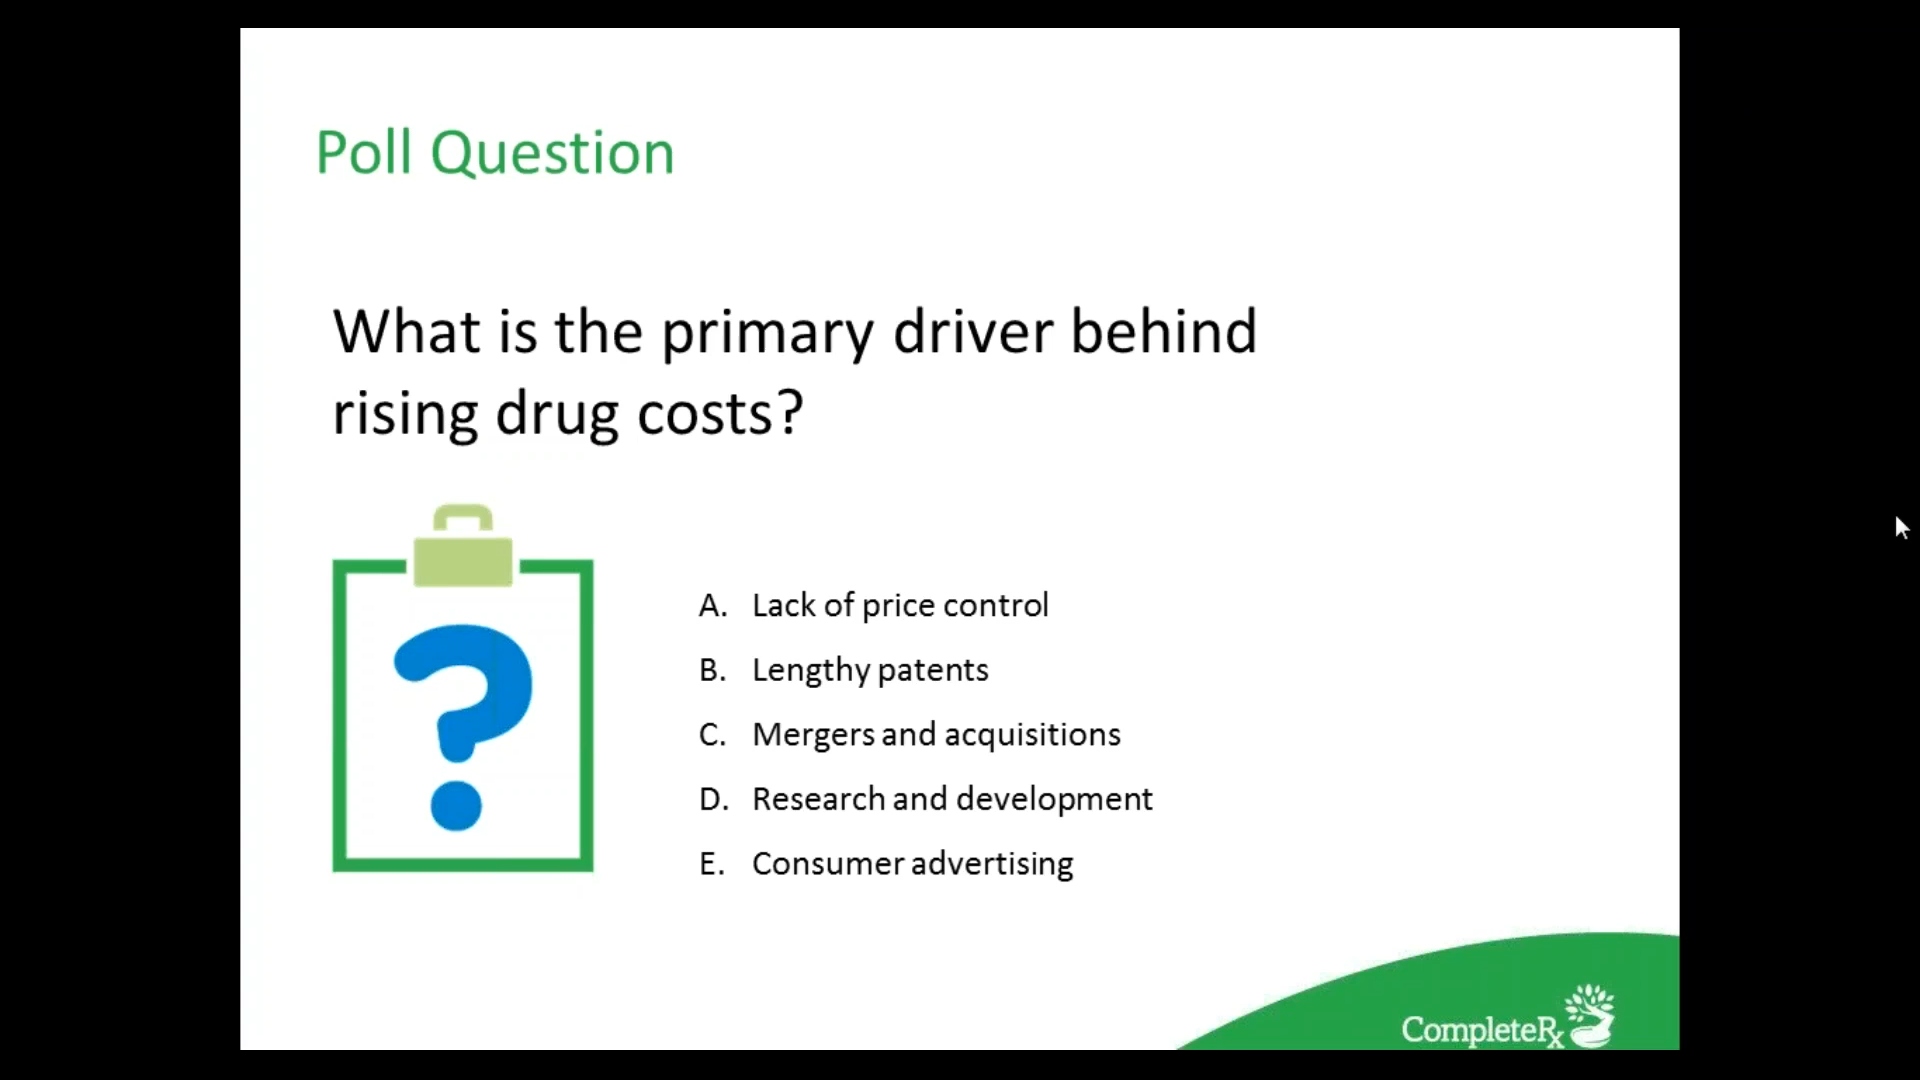 Poll Question
What is the primary driver behind
rising drug costs?
?
A. Lack of price control
B. Lengthy patents
C. Mergers and acquisitions
D. Research and development
E. Consumer advertising
CompleteRx